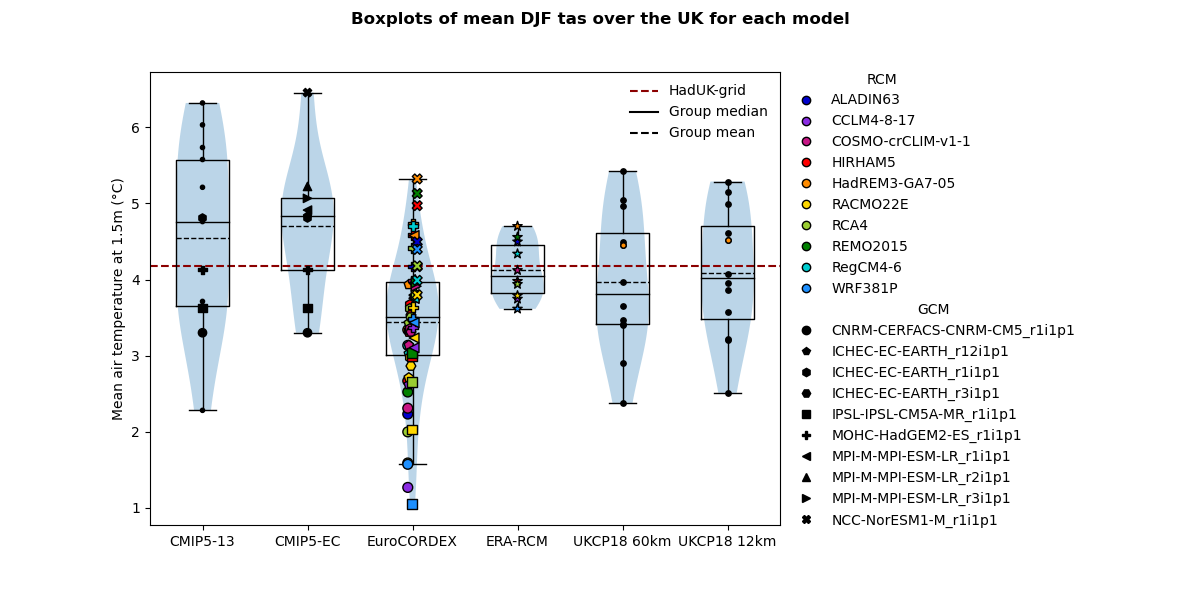 Boxplots of mean DJF tas over the UK for each model
Mean air temperature at 1.5m (°C)
6
5
4
3
2
1
HadUK-grid
Group median
Group mean
CMIP5-13
CMIP5-EC
EuroCORDEX
ERA-RCM
UKCP18 60km
UKCP18 12km
RCM
ALADIN63
CCLM4-8-17
COSMO-crCLIM-v1-1
HIRHAM5
HadREM3-GA7-05
RACMO22E
RCA4
REMO2015
RegCM4-6
WRF381P
GCM
CNRM-CERFACS-CNRM-CM5_r1i1p1
ICHEC-EC-EARTH_r12i1p1
ICHEC-EC-EARTH_r1i1p1
ICHEC-EC-EARTH_r3i1p1
IPSL-IPSL-CM5A-MR_r1i1p1
MOHC-HadGEM2-ES_r1i1p1
MPI-M-MPI-ESM-LR_r1i1p1
MPI-M-MPI-ESM-LR_r2i1p1
MPI-M-MPI-ESM-LR_r3i1p1
NCC-NorESM1-M_r1i1p1